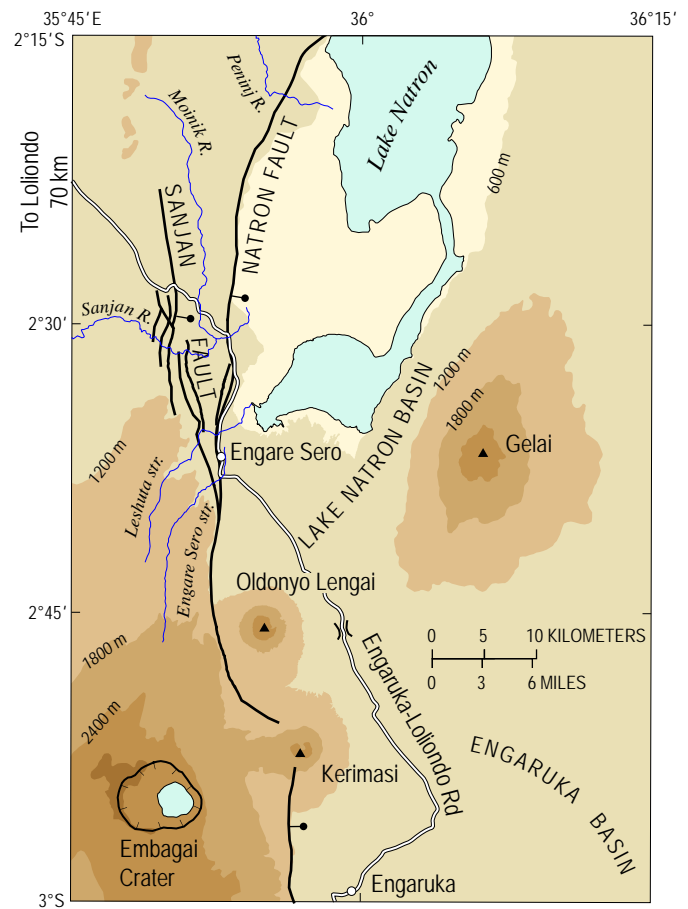 35°45′ E
36°
36°15′
2°15′S
Peninj R.
Moinik R.
Lake Natron
To Loliondo
70 km
NATRON FAULT
600 m
SANJAN
FAULT
Sanjan R.
2°30′
1200 m
1800 m
Gelai
LAKE NATRON BASIN
1200 m
Leshuta str.
Engare Sero
Engare Sero str.
Oldonyo Lengai
2°45′
0 5 10 KILOMETERS
0 3 6 MILES
1800 m
2400 m
Engaruka-Loliondo Rd
Kerimasi
ENGARUKA BASIN
Embagai
Crater
Engaruka
3°S